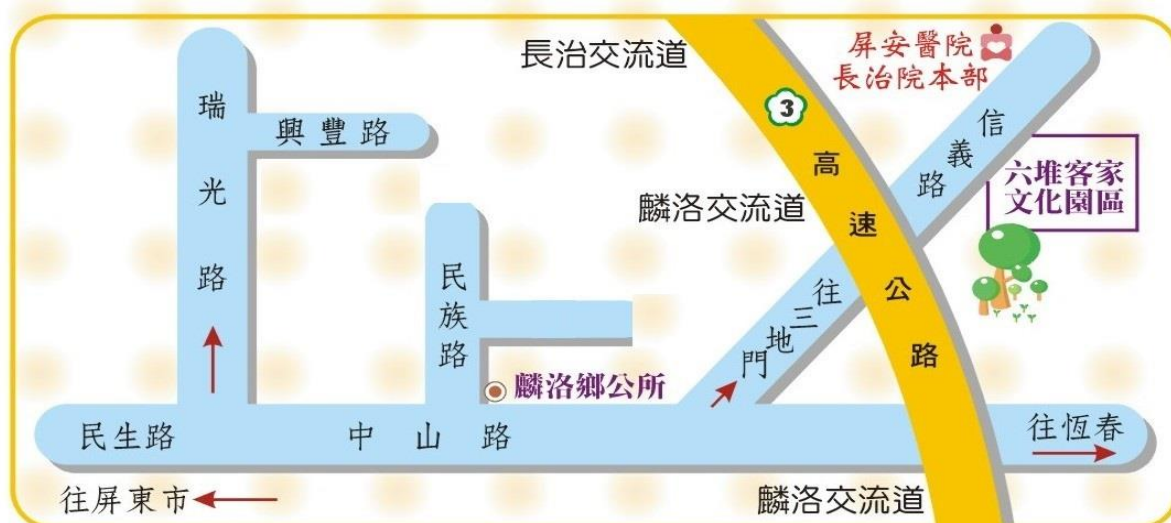 長治交流道
屏安醫院
長治院本部
3
高速公路
瑞光路
興豐路
信義路
六堆客家
文化園區
麟洛交流道
往三地門
民族路
麟洛鄉公所
民生路
中山路
往恆春
往屏東市
麟洛交流道